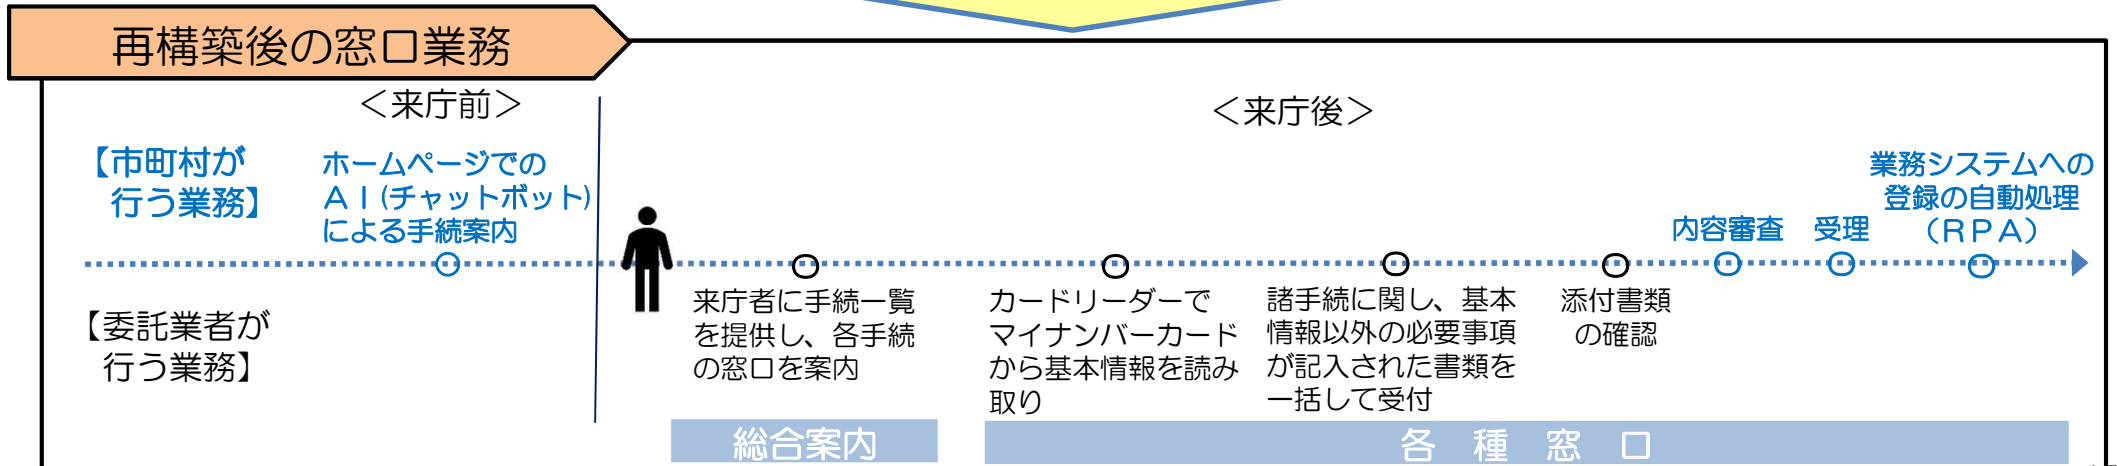 再構築後の窓口業務
＜来庁前＞
＜来庁後＞
【市町村が
行う業務】
ホームページでの
ＡＩ(チャットボット)
による手続案内
内容審査
受理
業務システムへの
登録の自動処理
（ＲＰＡ）
【委託業者が
行う業務】
来庁者に手続一覧
を提供し、各手続
の窓口を案内
カードリーダーで
マイナンバーカード
から基本情報を読み
取り
諸手続に関し、基本
情報以外の必要事項
が記入された書類を
一括して受付
添付書類
の確認
総合案内
各種窓口